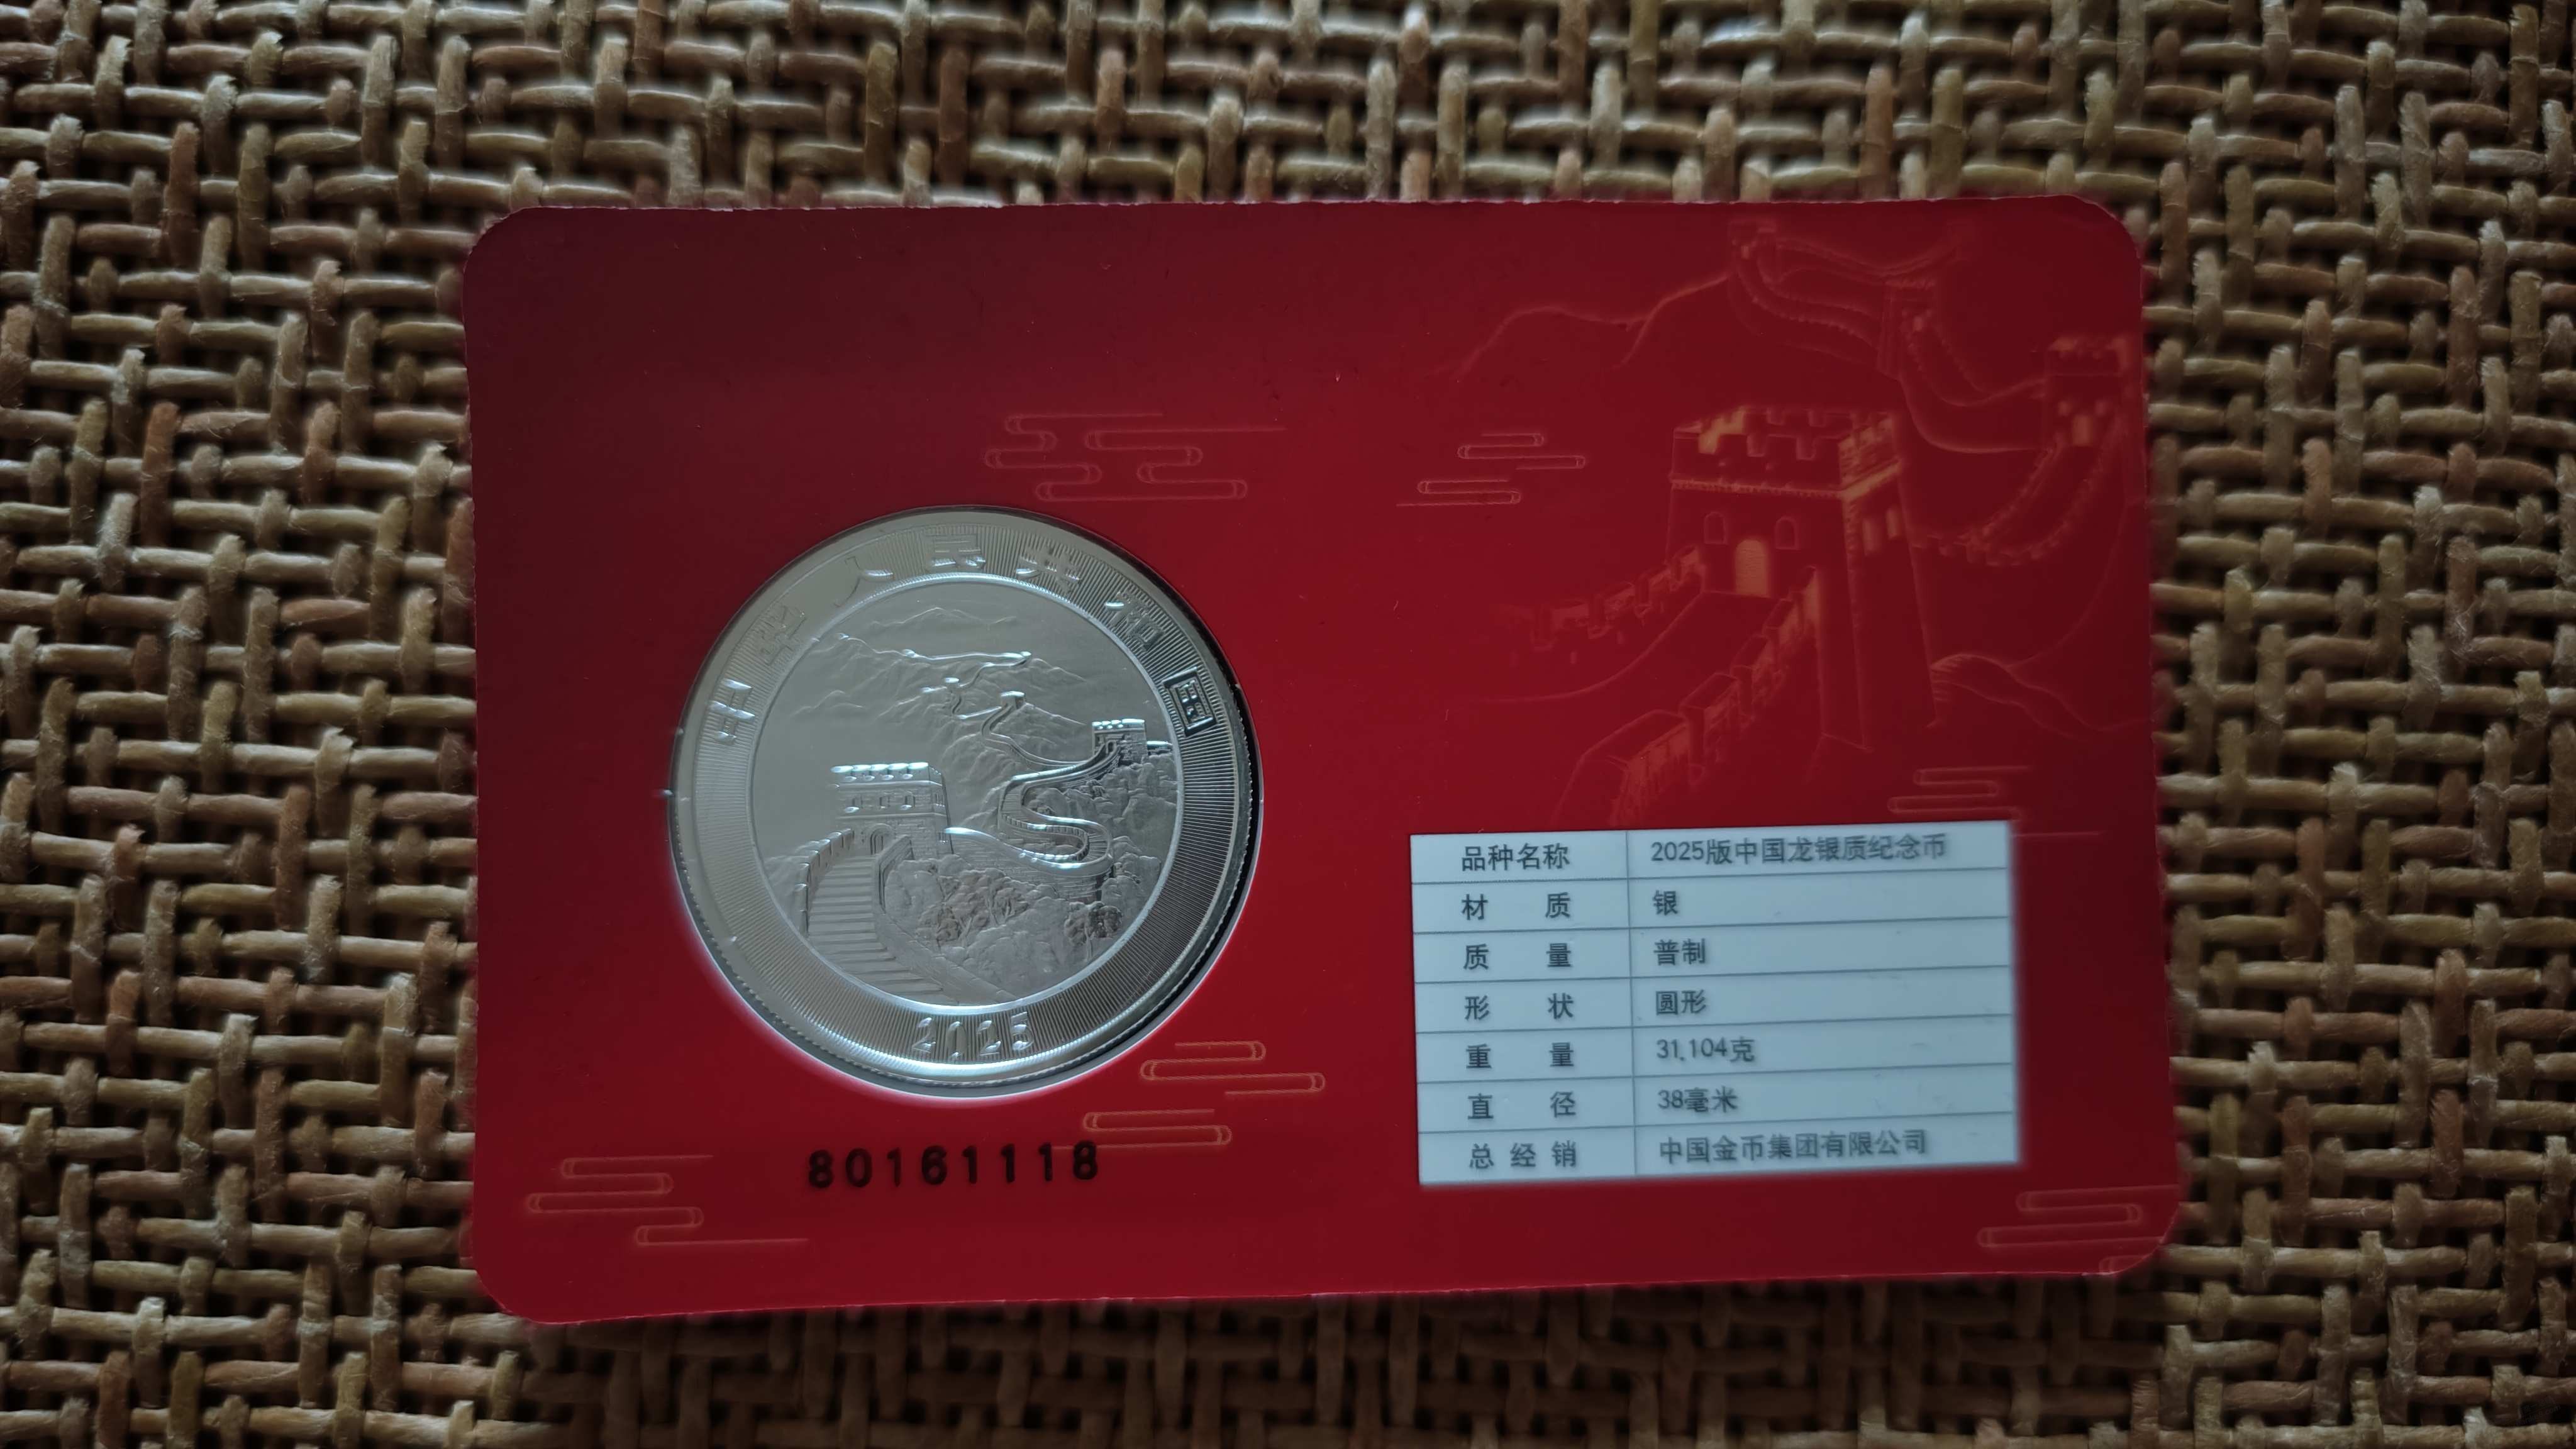 中华人民共和国
2025
80161118
品种名称 2025版中国龙银质纪念币
材 质 银
质 量 普制
形 状 圆形
重 量 31.104克
直 径 38毫米
总经销 中国金币集团有限公司